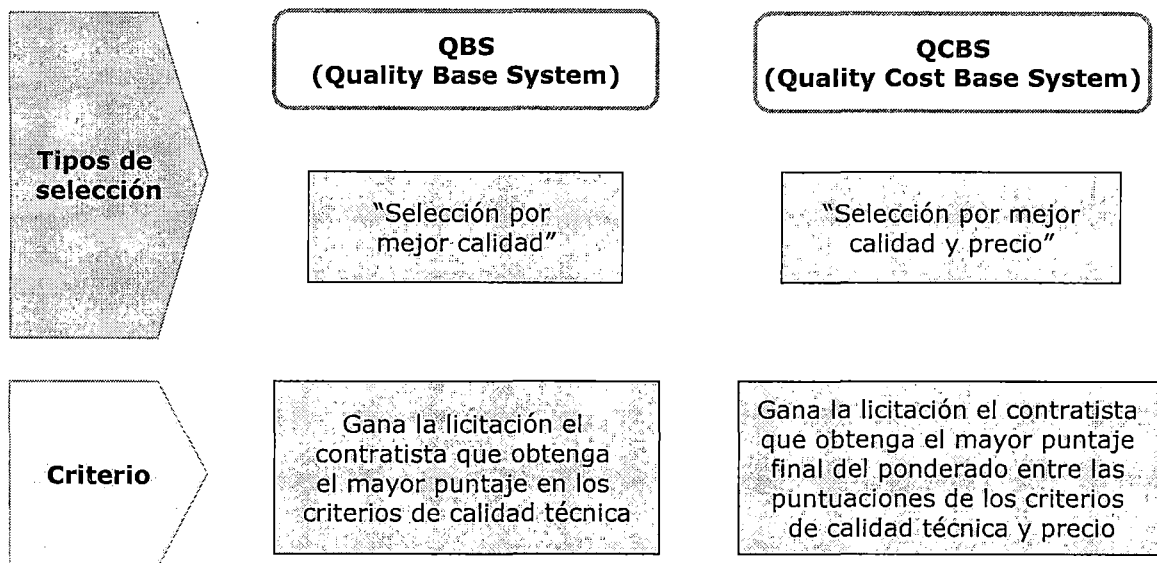 QBS
(Quality Base System)
QCBS
(Quality Cost Base System)
Tipos de
selección
“Selección por
mejor calidad”
“Selección por mejor
calidad y precio”
Criterio
Gana la licitación el
contratista que obtenga
el mayor puntaje en los
criterios de calidad técnica
Gana la licitación el contratista
que obtenga el mayor puntaje
final del ponderado entre las
puntuaciones de los criterios
de calidad técnica y precio